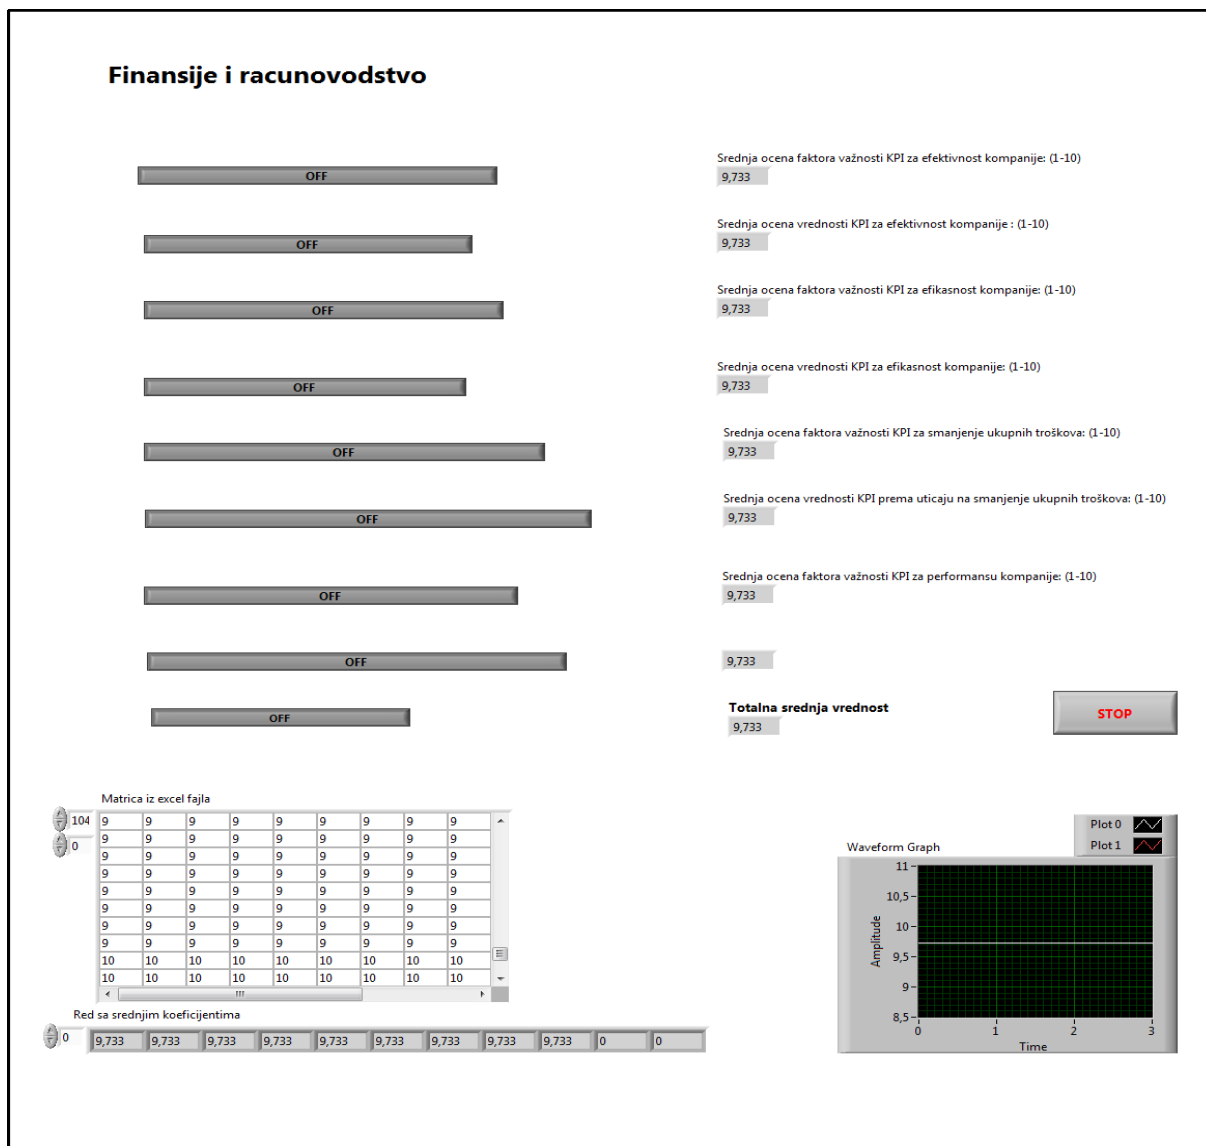 Finansije i racunovodstvo
OFF
Srednja ocena faktora važnosti KPI za efektivnost kompanije: (1-10)
9,733
OFF
Srednja ocena vrednosti KPI za efektivnost kompanije : (1-10)
9,733
OFF
Srednja ocena faktora važnosti KPI za efikasnost kompanije: (1-10)
9,733
OFF
Srednja ocena vrednosti KPI za efikasnost kompanije: (1-10)
9,733
OFF
Srednja ocena faktora važnosti KPI za smanjenje ukupnih troškova: (1-10)
9,733
OFF
Srednja ocena vrednosti KPI prema uticaju na smanjenje ukupnih troškova: (1-10)
9,733
OFF
Srednja ocena faktora važnosti KPI za performansu kompanije: (1-10)
9,733
OFF
9,733
OFF
Totalna srednja vrednost
9,733
STOP
Matrica iz excel fajla
104
0
9 9 9 9 9 9 9 9 9
9 9 9 9 9 9 9 9 9
9 9 9 9 9 9 9 9 9
9 9 9 9 9 9 9 9 9
9 9 9 9 9 9 9 9 9
9 9 9 9 9 9 9 9 9
9 9 9 9 9 9 9 9 9
9 9 9 9 9 9 9 9 9
10 10 10 10 10 10 10 10 10
10 10 10 10 10 10 10 10 10
Red sa srednjim koeficijentima
0 9,733 9,733 9,733 9,733 9,733 9,733 9,733 9,733 9,733 0 0
Plot 0
Plot 1
Waveform Graph
11
10,5
10
9,5
9
8,5
Amplitude
0 1 2 3
Time